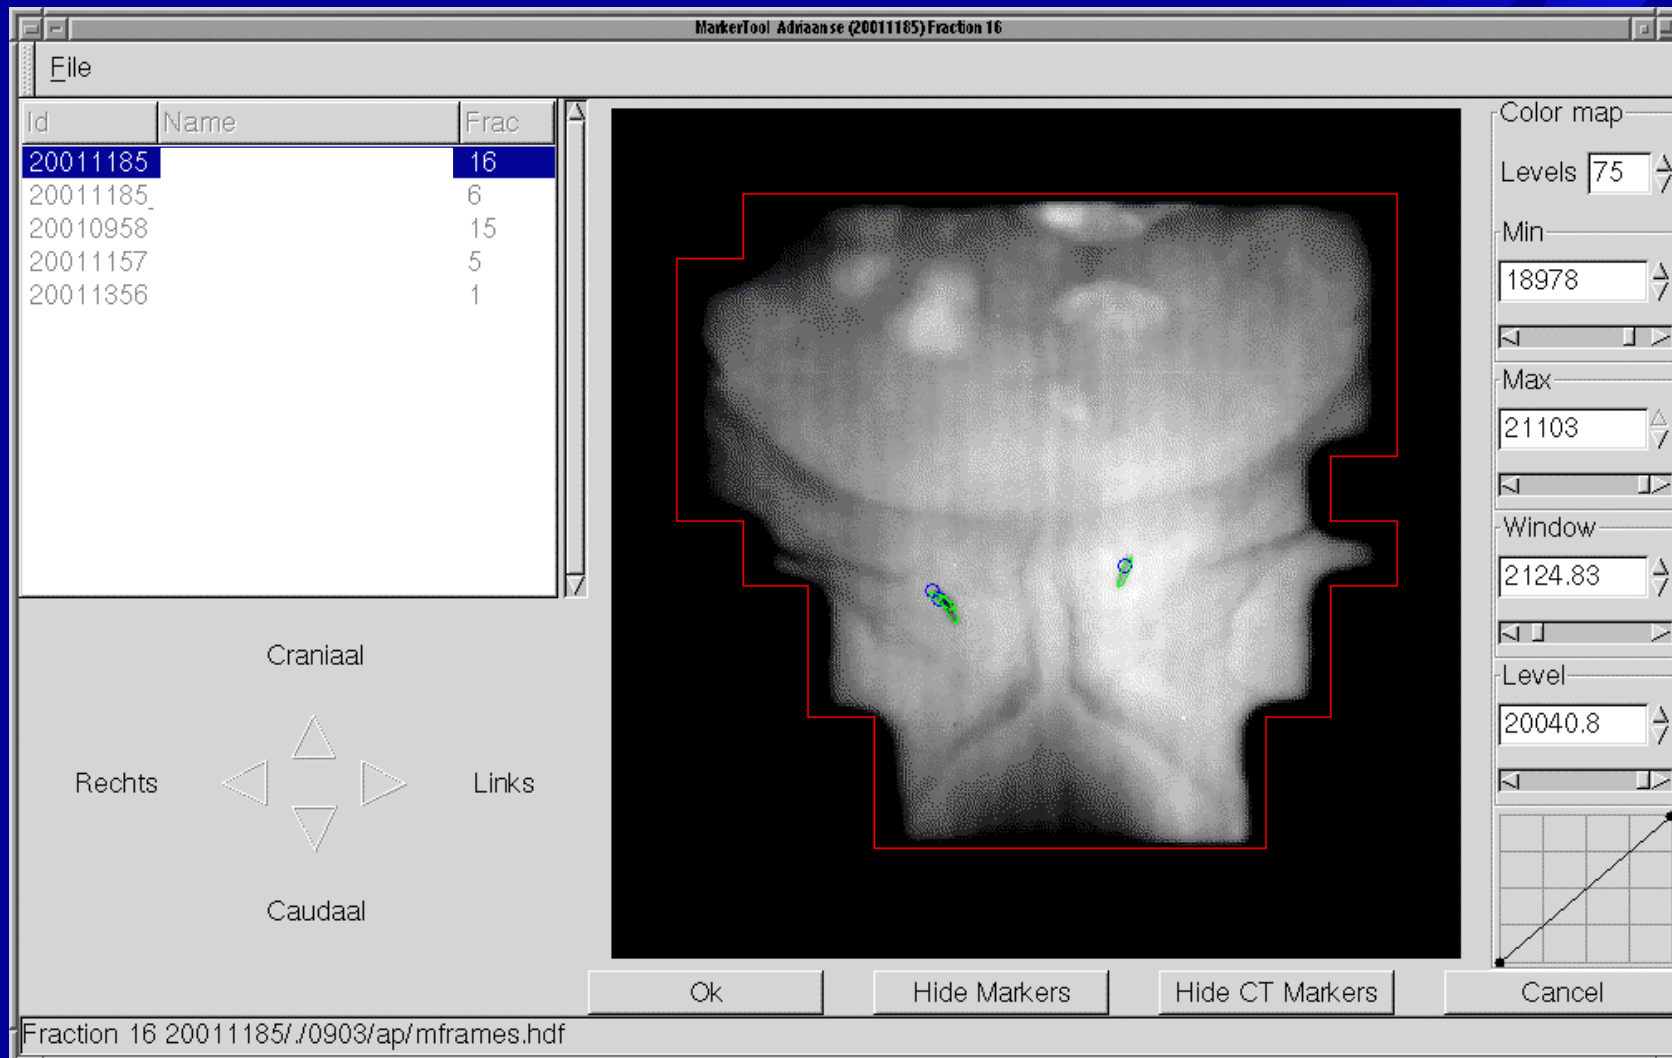 MarkerTool Adriaanse (20011185) Fraction 16
File
Id Name Frac
20011185 16
20011185_ 6
20010958 15
20011157 5
20011356 1
Craniaal
Rechts Links
Caudaal
Color map
Levels 75
Min
18978
Max
21103
Window
2124.83
Level
20040.8
Ok Hide Markers Hide CT Markers Cancel
Fraction 16 20011185/./0903/ap/mframes.hdf